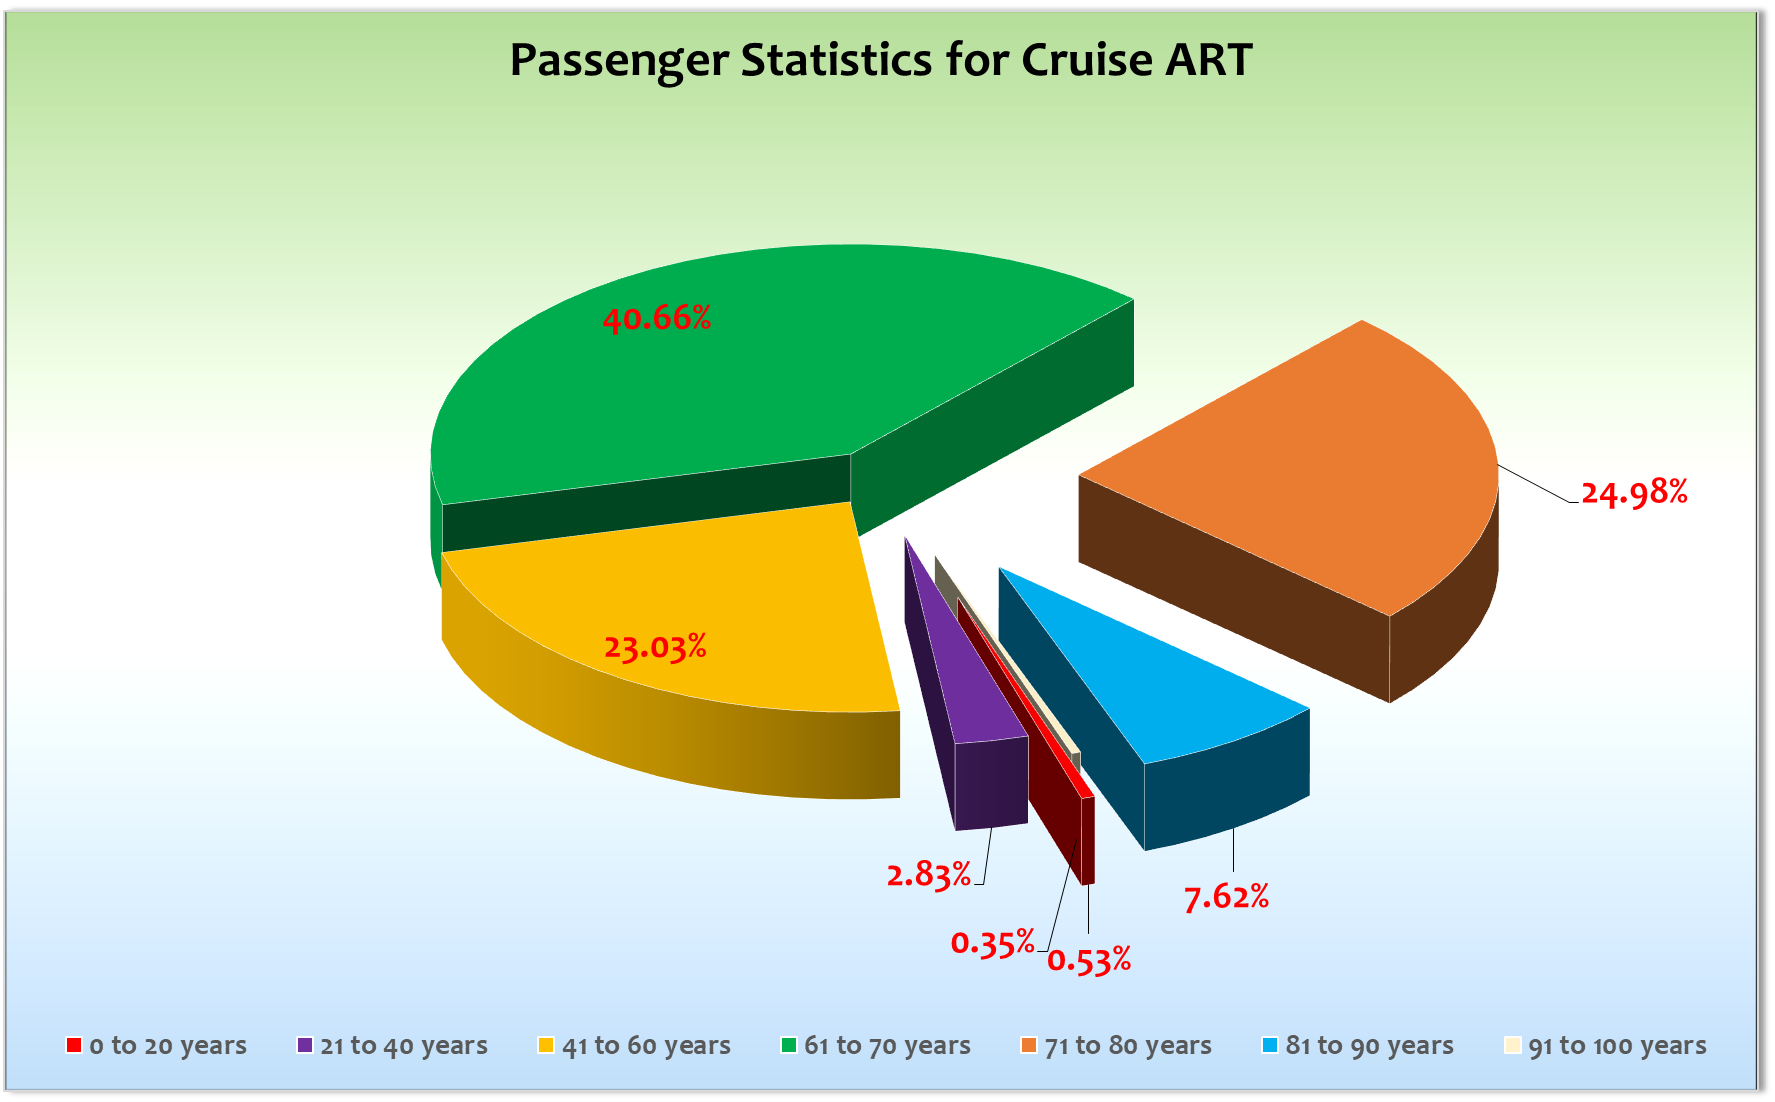 Passenger Statistics for Cruise ART
40.66%
24.98%
23.03%
2.83%
7.62%
0.35%
0.53%
0 to 20 years
21 to 40 years
41 to 60 years
61 to 70 years
71 to 80 years
81 to 90 years
91 to 100 years